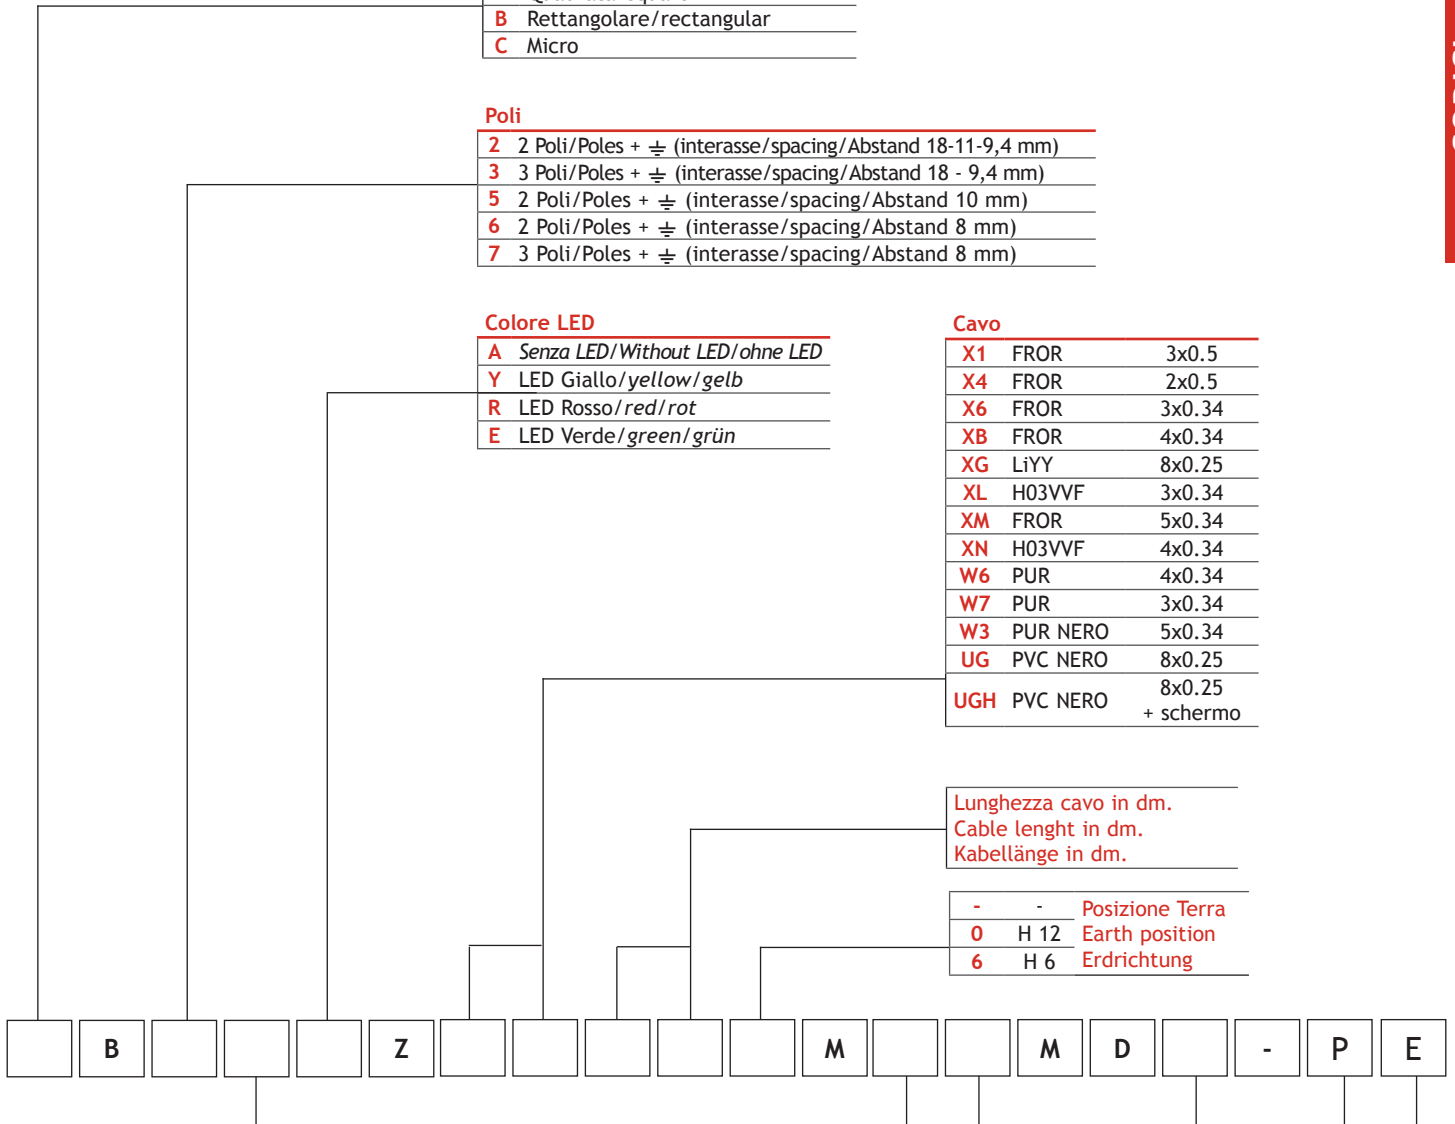 B Rettangolare/rectangular
C Micro
Poli
2 2 Poli/Poles + ⏚ (interasse/spacing/Abstand 18-11-9,4 mm)
3 3 Poli/Poles + ⏚ (interasse/spacing/Abstand 18 - 9,4 mm)
5 2 Poli/Poles + ⏚ (interasse/spacing/Abstand 10 mm)
6 2 Poli/Poles + ⏚ (interasse/spacing/Abstand 8 mm)
7 3 Poli/Poles + ⏚ (interasse/spacing/Abstand 8 mm)
Colore LED
A Senza LED/Without LED/ohne LED
Y LED Giallo/yellow/gelb
R LED Rosso/red/rot
E LED Verde/green/grün
Cavo
X1 FROR 3x0.5
X4 FROR 2x0.5
X6 FROR 3x0.34
XB FROR 4x0.34
XG LiYY 8x0.25
XL H03VVF 3x0.34
XM FROR 5x0.34
XN H03VVF 4x0.34
W6 PUR 4x0.34
W7 PUR 3x0.34
W3 PUR NERO 5x0.34
UG PVC NERO 8x0.25
UGH PVC NERO 8x0.25
+ schermo
Lunghezza cavo in dm.
Cable lenght in dm.
Kabellänge in dm.
- - Posizione Terra
0 H 12 Earth position
6 H 6 Erdrichtung
B Z M M D - P E